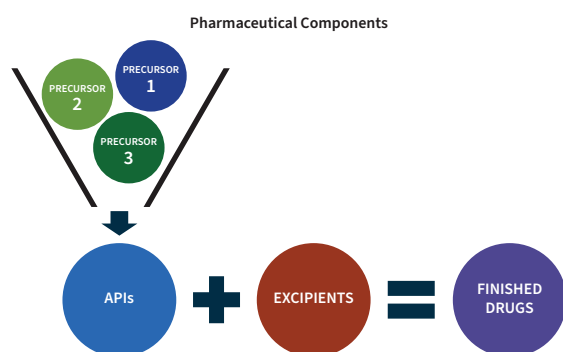 Pharmaceutical Components
PRECURSOR
1
PRECURSOR
2
PRECURSOR
3
APIs
EXCIPIENTS
FINISHED
DRUGS